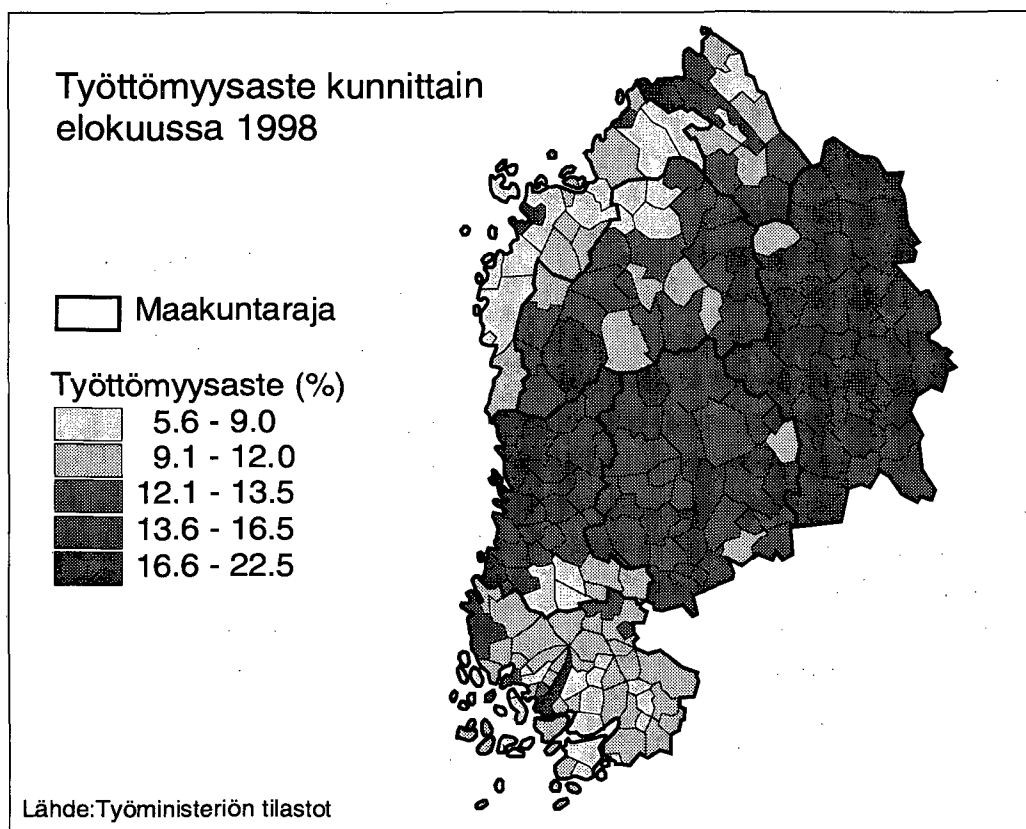 Työttömyysaste kunnittain
elokuussa 1998
Maakuntaraja
Työttömyysaste (%)
5.6 - 9.0
9.1 - 12.0
12.1 - 13.5
13.6 - 16.5
16.6 - 22.5
Lähde:Työministeriön tilastot